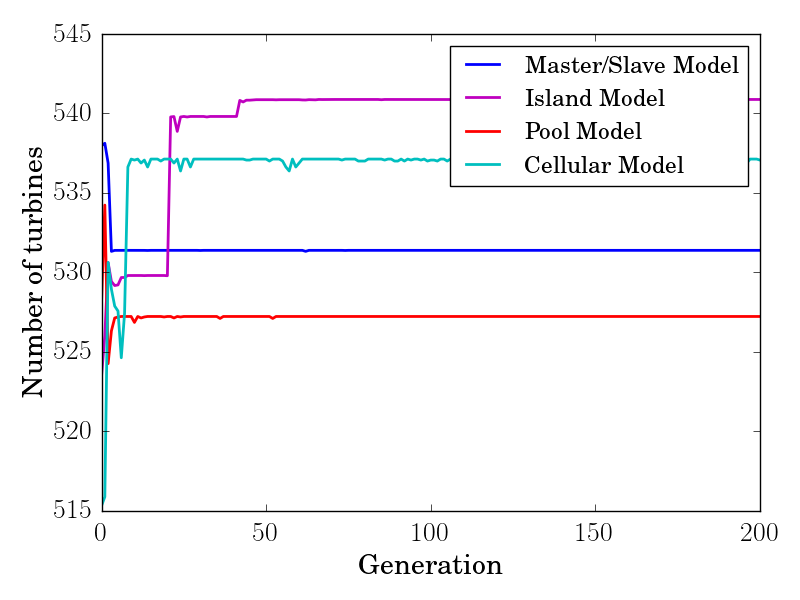 545
540
535
530
525
520
515
Number of turbines
Master/Slave Model
Island Model
Pool Model
Cellular Model
0
50
100
150
200
Generation